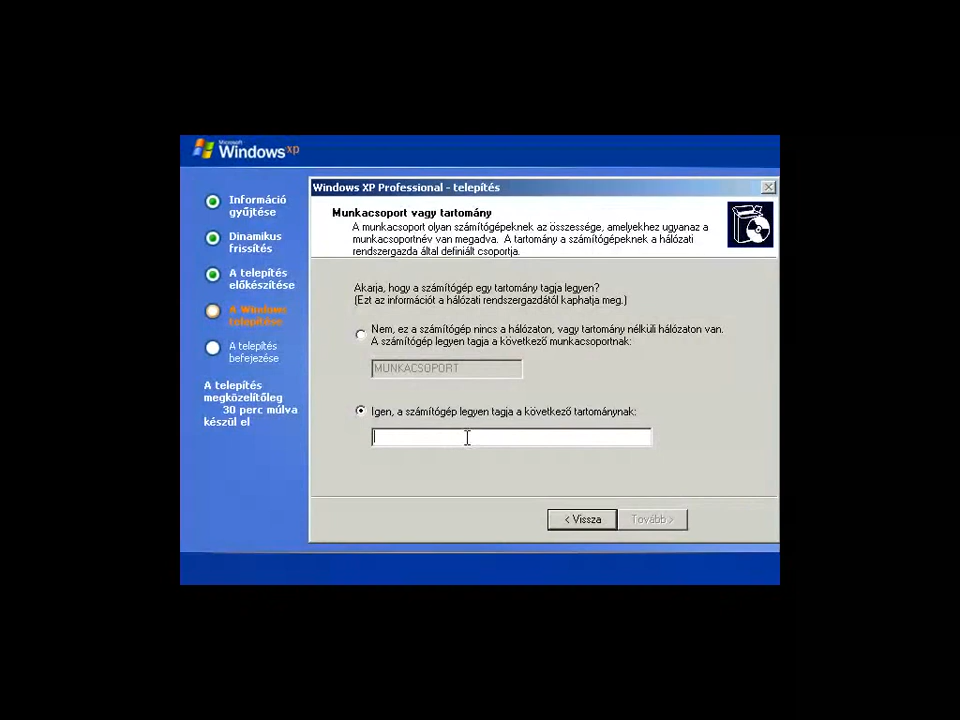 Microsoft
Windows xp
Információ
gyűjtése
Dinamikus
frissítés
A telepítés
előkészítése
A Windows
telepítése
A telepítés
befejezése
A telepítés
megközelítőleg
30 perc múlva
készül el
Windows XP Professional - telepítés
Munkacsoport vagy tartomány
A munkacsoport olyan számítógépeknek az összessége, amelyekhez ugyanaz a
munkacsoportnév van megadva. A tartomány a számítógépeknek a hálózati
rendszergazda által definiált csoportja.
Akarja, hogy a számítógép egy tartomány tagja legyen?
(Ezt az információt a hálózati rendszergazdától kaphatja meg.)
Nem, ez a számítógép nincs a hálózaton, vagy tartomány nélküli hálózaton van.
A számítógép legyen tagja a következő munkacsoportnak:
MUNKACSOPORT
Igen, a számítógép legyen tagja a következő tartománynak:
< Vissza
Tovább >